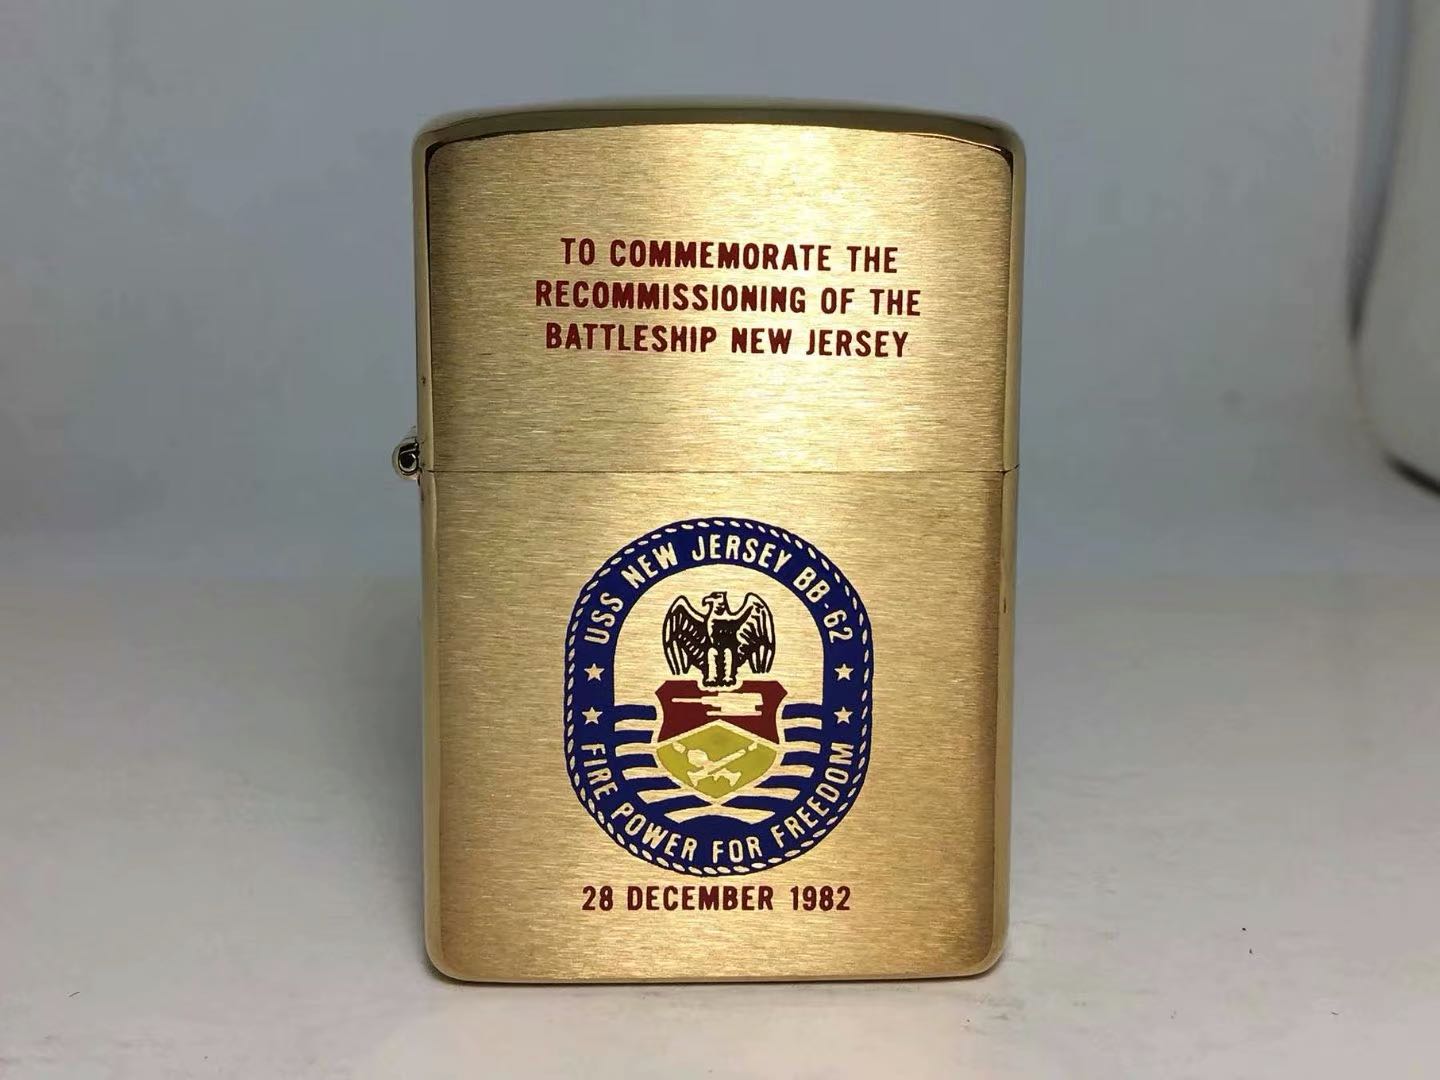 TO COMMEMORATE THE
RECOMMISSIONING OF THE
BATTLESHIP NEW JERSEY
USS NEW JERSEY BB-62
FIRE POWER FOR FREEDOM
28 DECEMBER 1982